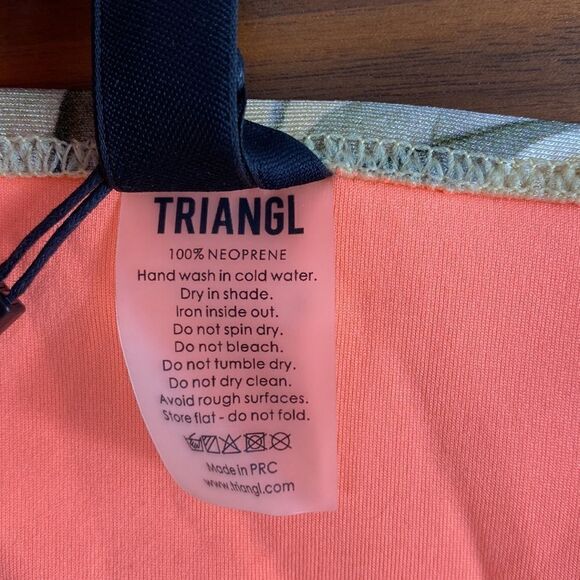 TRIANGL
100% NEOPRENE
Hand wash in cold water.
Dry in shade.
Iron inside out.
Do not spin dry.
Do not bleach.
Do not tumble dry.
Do not dry clean.
Avoid rough surfaces.
Store flat - do not fold.
Made in PRC
www.triangl.com